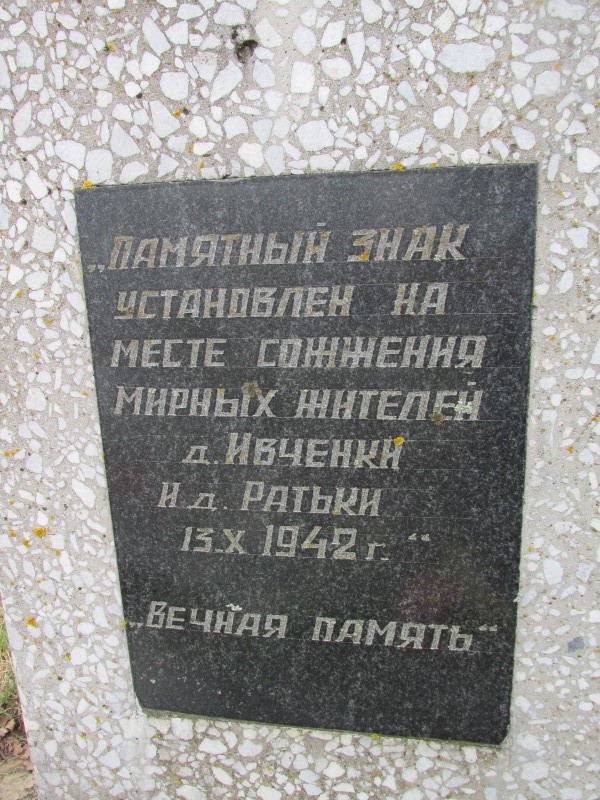 „ПАМЯТНЫЙ ЗНАК
УСТАНОВЛЕН НА
МЕСТЕ СОЖЖЕНИЯ
МИРНЫХ ЖИТЕЛЕЙ
д. ИВЧЕНКИ
И д. РАТЬКИ
13.X 1942 г. “
„ВЕЧНАЯ ПАМЯТЬ“